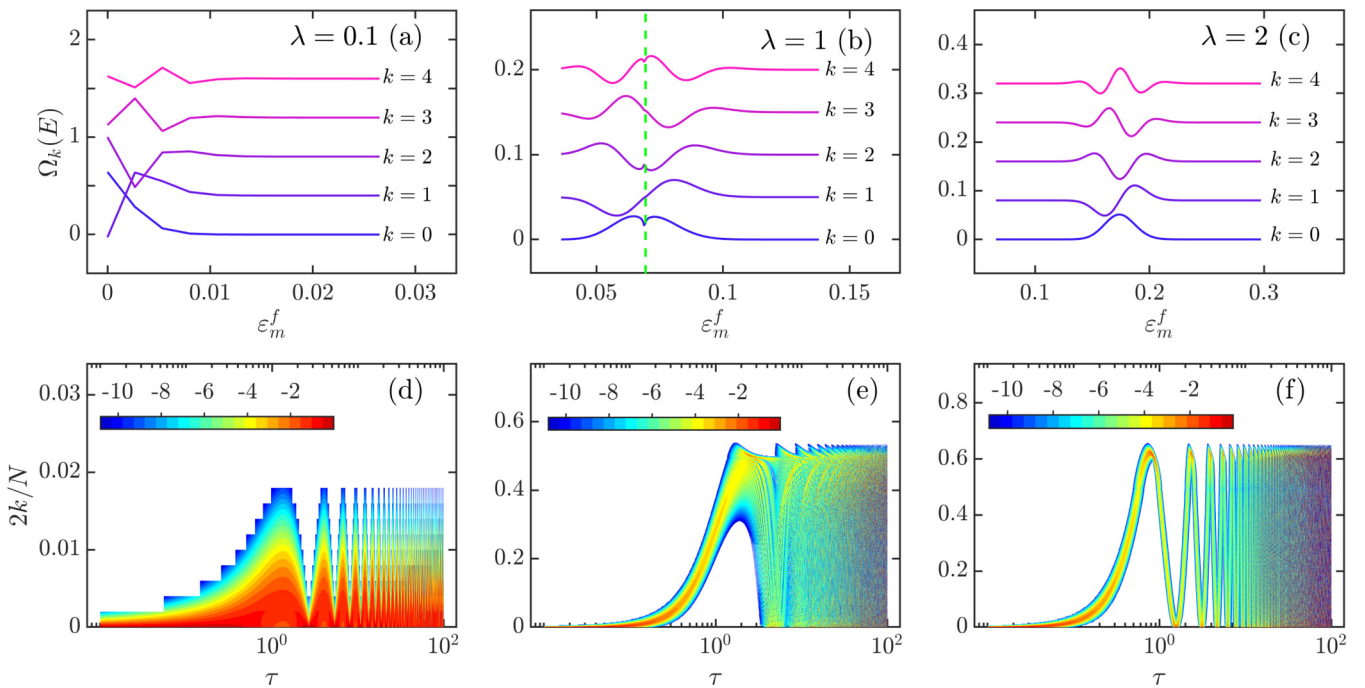 2
1
0
Ω_k(E)
λ = 0.1 (a)
k = 4
k = 3
k = 2
k = 1
k = 0
0 0.01 0.02 0.03
ε_m^f
0.2
0.1
0
λ = 1 (b)
k = 4
k = 3
k = 2
k = 1
k = 0
0.05 0.1 0.15
ε_m^f
0.4
0.3
0.2
0.1
0
λ = 2 (c)
k = 4
k = 3
k = 2
k = 1
k = 0
0.1 0.2 0.3
ε_m^f
0.03
0.02
0.01
0
2k/N
-10 -8 -6 -4 -2
(d)
10^0 10^2
τ
0.6
0.4
0.2
0
-10 -8 -6 -4 -2
(e)
10^0 10^2
τ
0.8
0.6
0.4
0.2
0
-10 -8 -6 -4 -2
(f)
10^0 10^2
τ